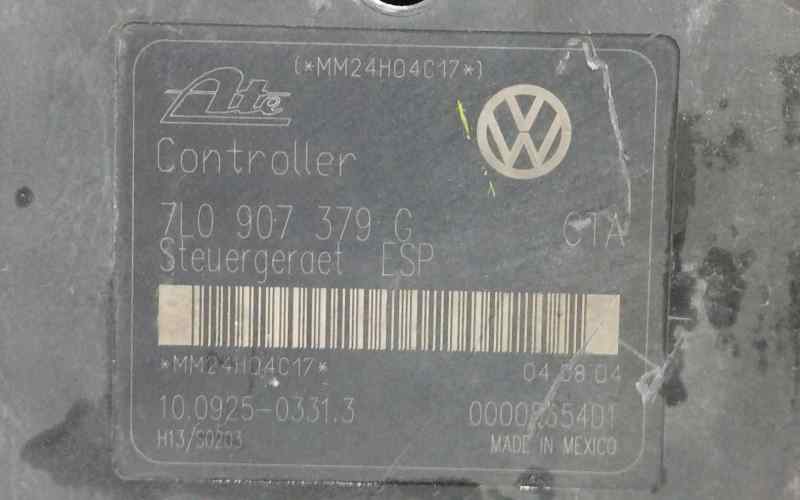 (*MM24H04C17*)
Ate
VW
Controller
7L0 907 379 G CTA
Steuergeraet ESP
*MM24H04C17* 04.08.04
10.0925-0331.3
H13/S0203 MADE IN MEXICO